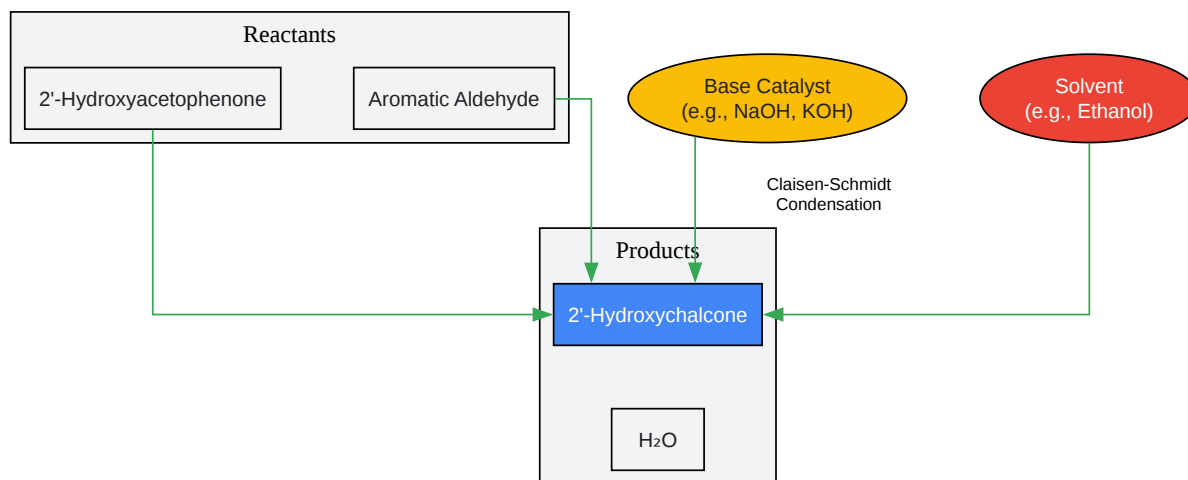 Reactants
2'-Hydroxyacetophenone
Aromatic Aldehyde
Base Catalyst
(e.g., NaOH, KOH)
Solvent
(e.g., Ethanol)
Claisen-Schmidt
Condensation
Products
2'-Hydroxychalcone
H₂O